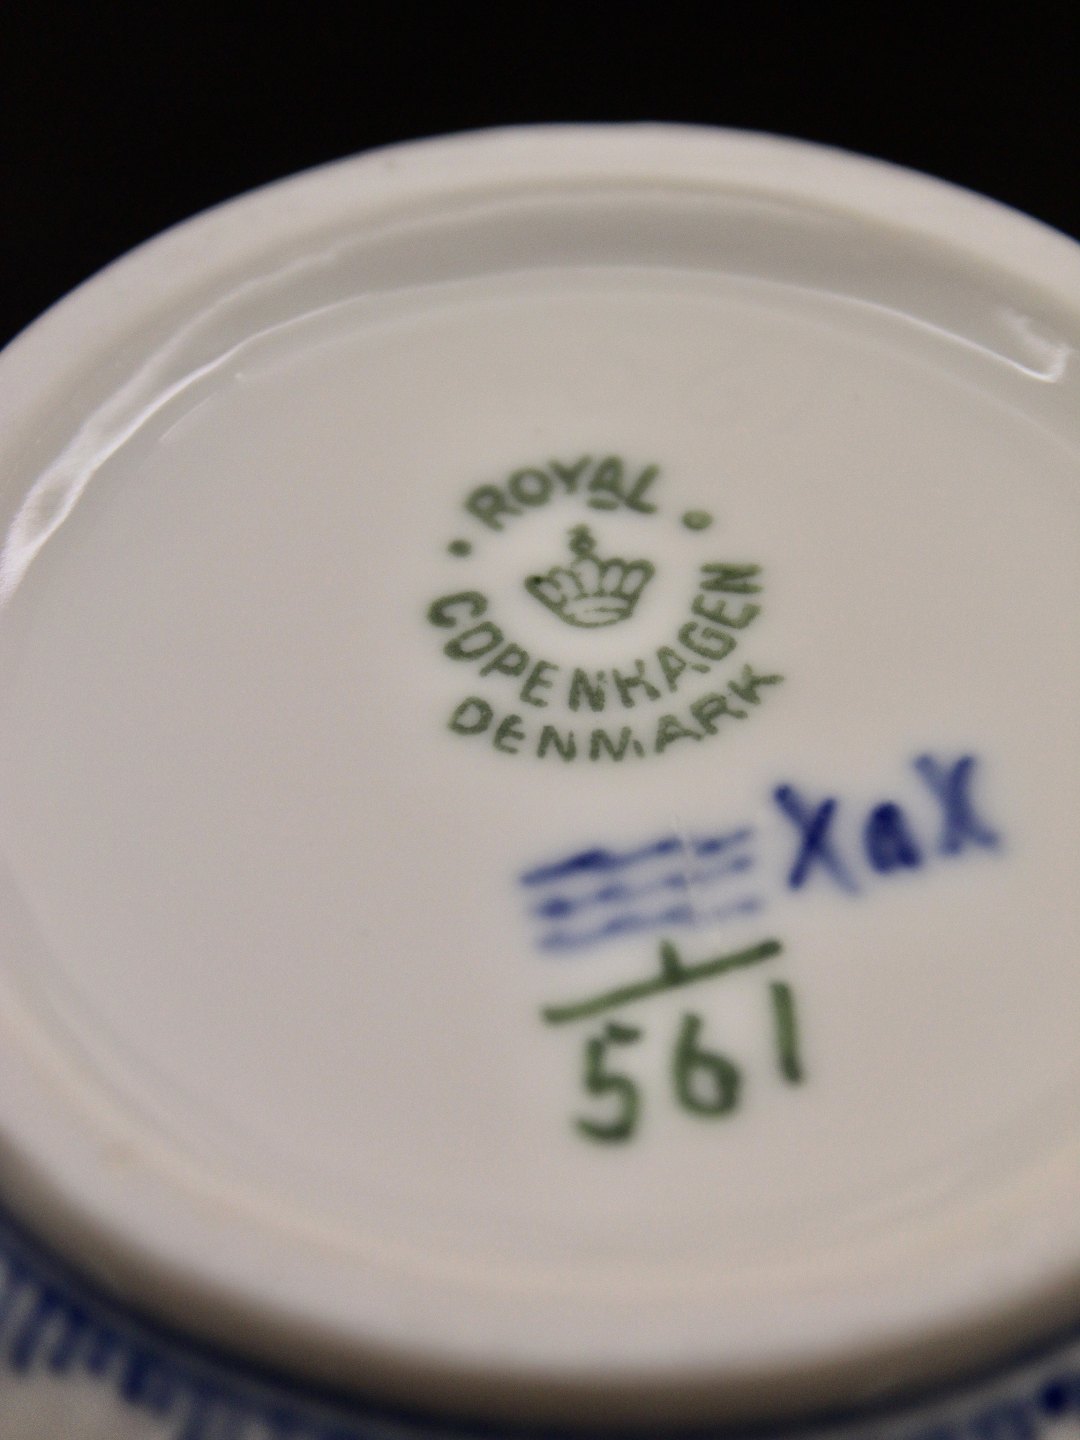 ROYAL
COPENHAGEN
DENMARK
XaX
1
561